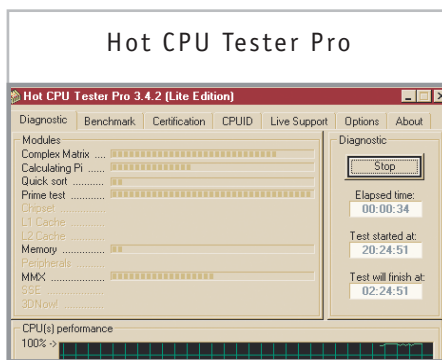 Hot CPU Tester Pro
Hot CPU Tester Pro 3.4.2 (Lite Edition)
Diagnostic Benchmark Certification CPUID Live Support Options About
Modules
Complex Matrix ....
Calculating Pi ......
Quick sort ...........
Prime test ...........
Chipset ................
L1 Cache ............
L2 Cache ............
Memory ..............
Peripherals ..........
MMX ..................
SSE ....................
3DNow! ..............
Diagnostic
Stop
Elapsed time:
00:00:34
Test started at:
20:24:51
Test will finish at:
02:24:51
CPU(s) performance
100% ->